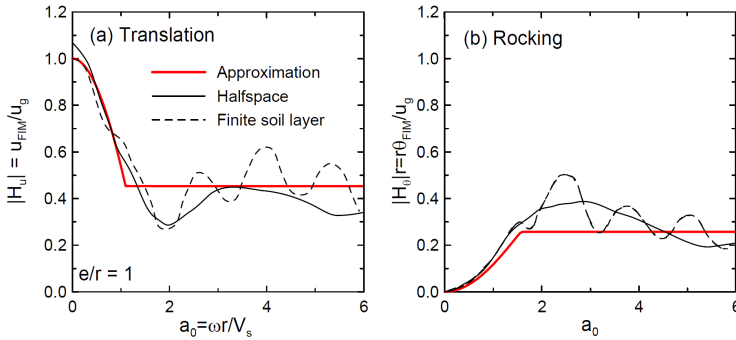 (a) Translation
|H_u| = u_FIM/u_g
1.2
1.0
0.8
0.6
0.4
0.2
0.0
Approximation
Halfspace
Finite soil layer
e/r = 1
0 2 4 6
a_0=ωr/V_s
(b) Rocking
|H_θ|r=rθ_FIM/u_g
1.2
1.0
0.8
0.6
0.4
0.2
0.0
0 2 4 6
a_0